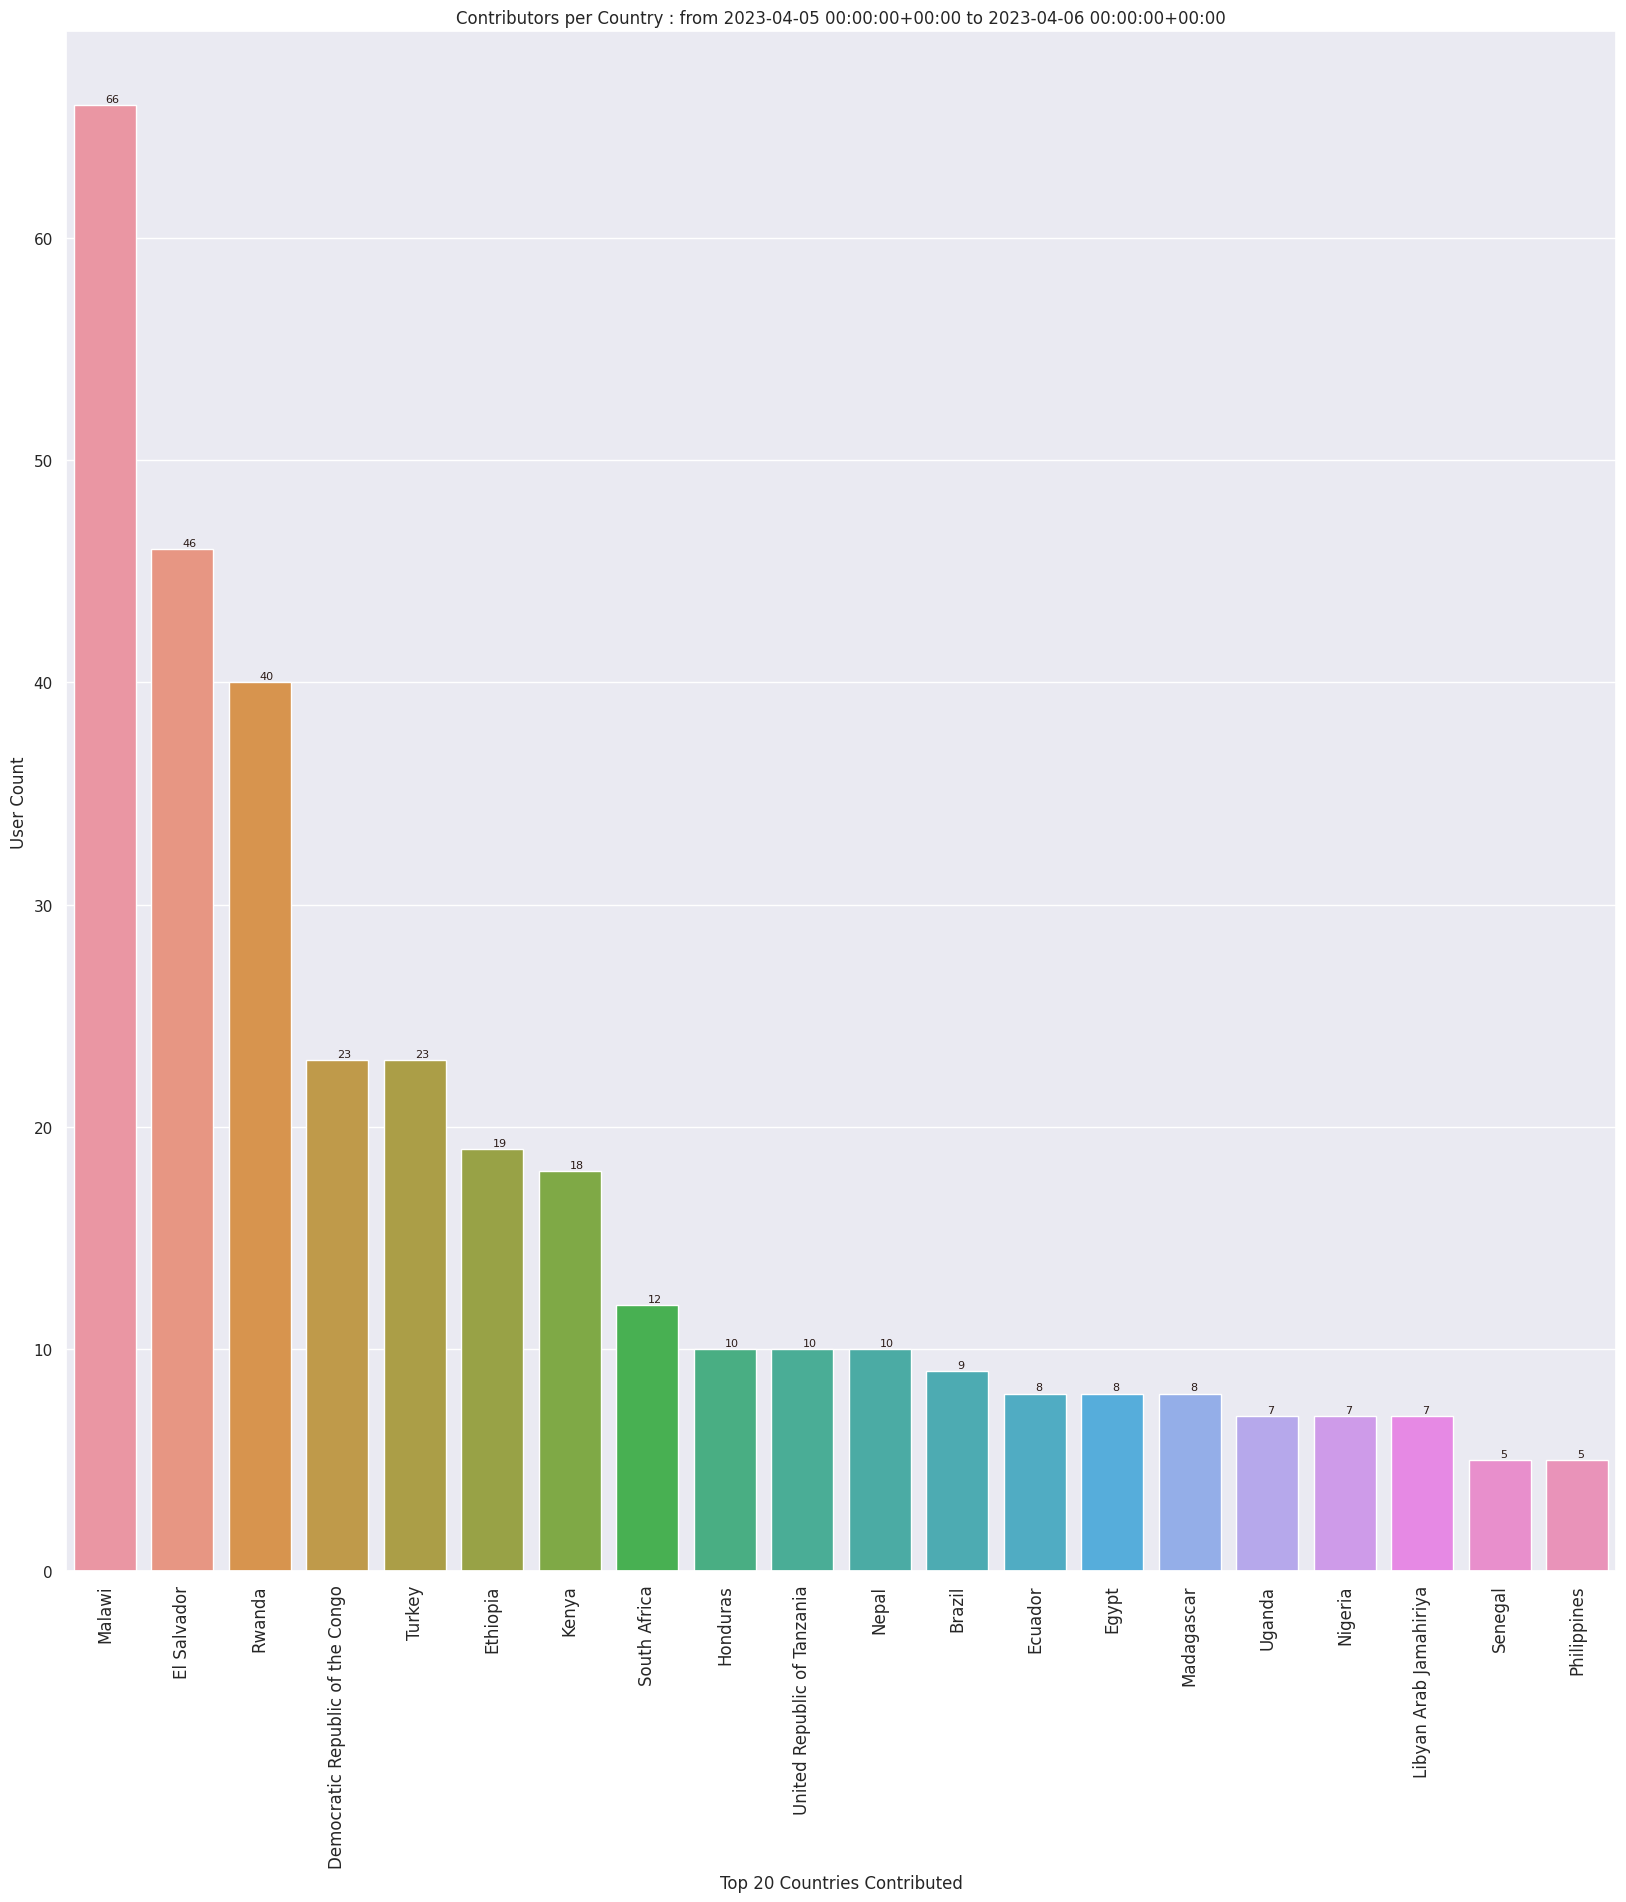 Contributors per Country : from 2023-04-05 00:00:00+00:00 to 2023-04-06 00:00:00+00:00
User Count
60
50
40
30
20
10
0
66
46
40
23
23
19
18
12
10
10
10
9
8
8
8
7
7
7
5
5
Malawi
El Salvador
Rwanda
Democratic Republic of the Congo
Turkey
Ethiopia
Kenya
South Africa
Honduras
United Republic of Tanzania
Nepal
Brazil
Ecuador
Egypt
Madagascar
Uganda
Nigeria
Libyan Arab Jamahiriya
Senegal
Philippines
Top 20 Countries Contributed